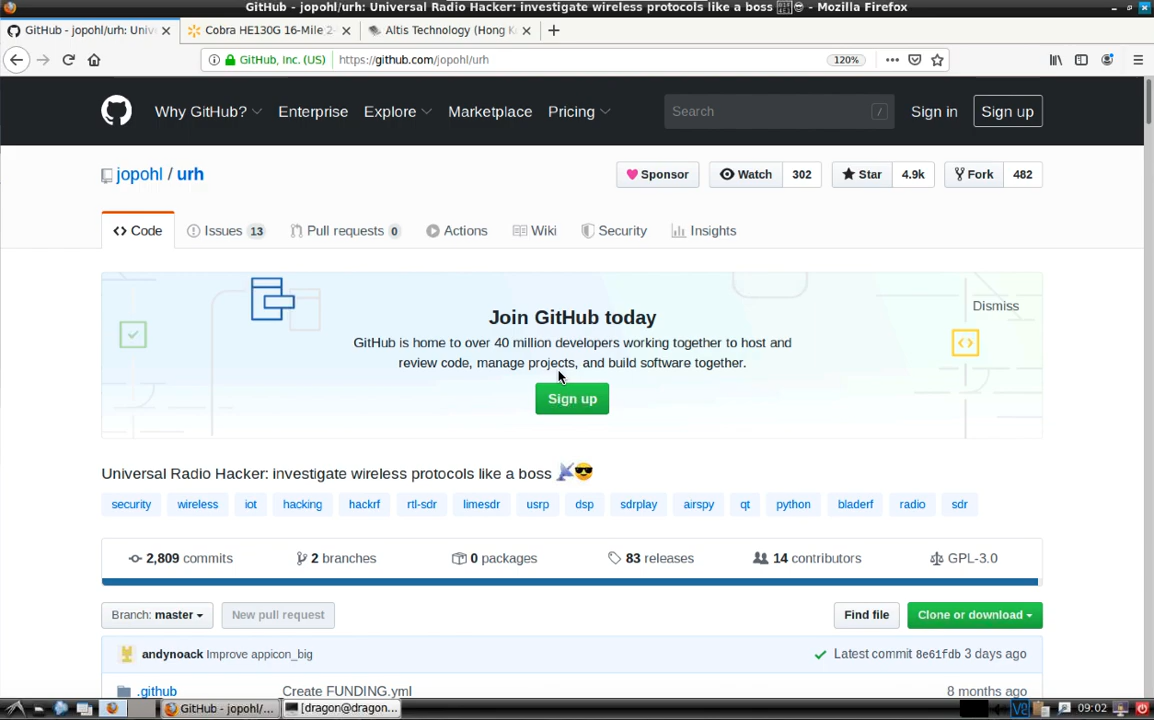 GitHub - jopohl/urh: Universal Radio Hacker: investigate wireless protocols like a boss 📡😎 - Mozilla Firefox
GitHub - jopohl/urh: Univ
Cobra HE130G 16-Mile 2-
Altis Technology (Hong K
GitHub, Inc. (US)
https://github.com/jopohl/urh
120%
Why GitHub?
Enterprise
Explore
Marketplace
Pricing
Search
/
Sign in
Sign up
jopohl / urh
Sponsor
Watch 302
Star 4.9k
Fork 482
Code
Issues 13
Pull requests 0
Actions
Wiki
Security
Insights
Join GitHub today
Dismiss
GitHub is home to over 40 million developers working together to host and
review code, manage projects, and build software together.
Sign up
Universal Radio Hacker: investigate wireless protocols like a boss 📡😎
security wireless iot hacking hackrf rtl-sdr limesdr usrp dsp sdrplay airspy qt python bladerf radio sdr
2,809 commits
2 branches
0 packages
83 releases
14 contributors
GPL-3.0
Branch: master
New pull request
Find file
Clone or download
andynoack Improve appicon_big
Latest commit 8e61fdb 3 days ago
.github
Create FUNDING.yml
8 months ago
GitHub - jopohl/...
[dragon@dragon...
09:02